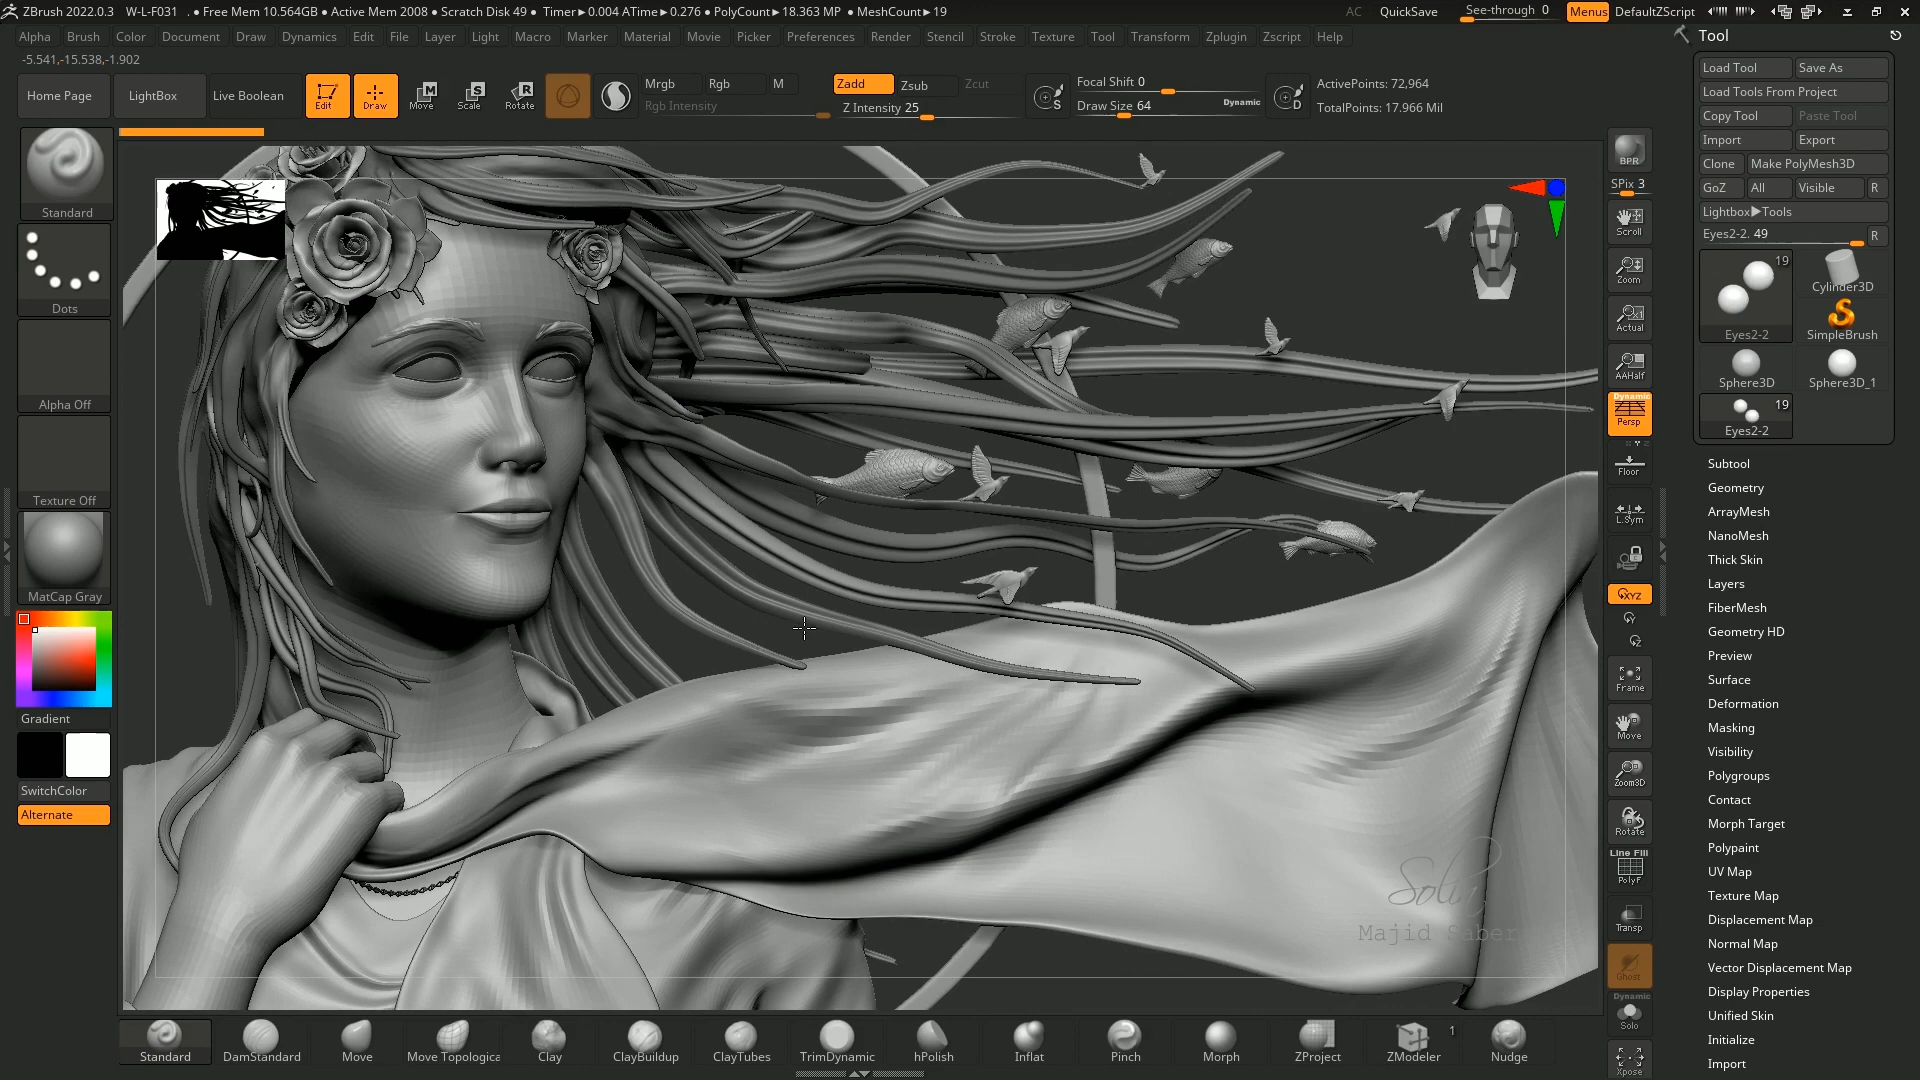 ZBrush 2022.0.3 W-L-F031 . • Free Mem 10.564GB • Active Mem 2008 • Scratch Disk 49 • Timer►0.004 ATime►0.276 • PolyCount►18.363 MP • MeshCount►19 AC QuickSave See-through 0 Menus DefaultZScript
Alpha Brush Color Document Draw Dynamics Edit File Layer Light Macro Marker Material Movie Picker Preferences Render Stencil Stroke Texture Tool Transform Zplugin Zscript Help
-5.541,-15.538,-1.902
Home Page LightBox Live Boolean Edit Draw Move Scale Rotate
M S R
Mrgb Rgb M
Rgb Intensity
Zadd Zsub Zcut
Z Intensity 25
S
Focal Shift 0
Draw Size 64 Dynamic
D
ActivePoints: 72,964
TotalPoints: 17.966 Mil
Standard
Dots
Alpha Off
Texture Off
MatCap Gray
Gradient
SwitchColor
Alternate
Solin
Majid Saber
BPR
SPix 3
Scroll
Zoom
Actual
AAHalf
Dynamic
Persp
Floor
L.Sym
XYZ
Y
Z
Frame
Move
Zoom3D
Rotate
Line Fill
PolyF
Transp
Ghost
Dynamic
Solo
Xpose
Tool
Load Tool Save As
Load Tools From Project
Copy Tool Paste Tool
Import Export
Clone Make PolyMesh3D
GoZ All Visible R
Lightbox►Tools
Eyes2-2. 49 R
19
Eyes2-2
Cylinder3D
SimpleBrush
Sphere3D
Sphere3D_1
19
Eyes2-2
Subtool
Geometry
ArrayMesh
NanoMesh
Thick Skin
Layers
FiberMesh
Geometry HD
Preview
Surface
Deformation
Masking
Visibility
Polygroups
Contact
Morph Target
Polypaint
UV Map
Texture Map
Displacement Map
Normal Map
Vector Displacement Map
Display Properties
Unified Skin
Initialize
Import
Standard DamStandard Move Move Topologica Clay ClayBuildup ClayTubes TrimDynamic hPolish Inflat Pinch Morph ZProject ZModeler 1 Nudge